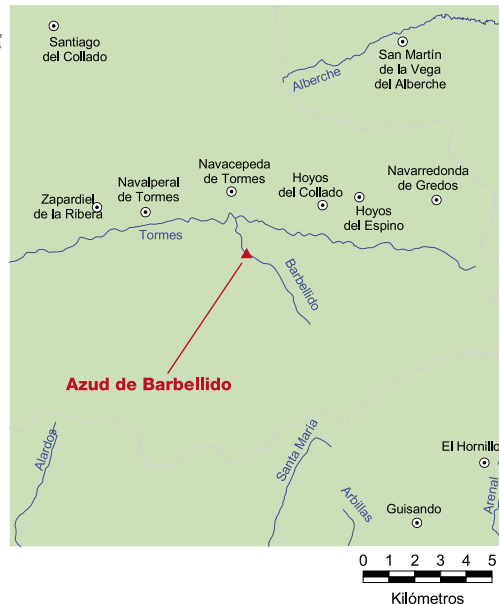 Santiago
del Collado
San Martín
de la Vega
del Alberche
Alberche
Navacepeda
de Tormes
Hoyos
del Collado
Navarredonda
de Gredos
Zapardiel
de la Ribera
Navalperal
de Tormes
Hoyos
del Espino
Tormes
Barbellido
Azud de Barbellido
Alardos
Santa María
El Hornillo
Arbillas
Arenal
Guisando
0 1 2 3 4 5
Kilómetros